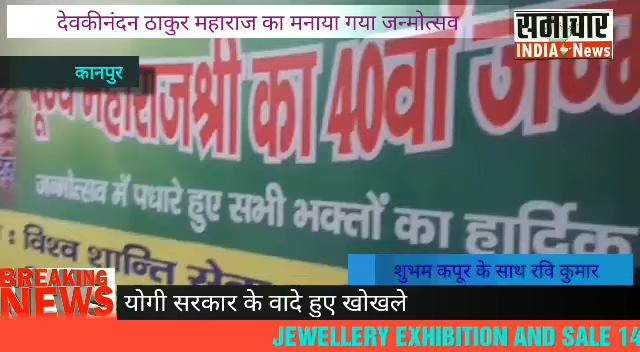 देवकीनंदन ठाकुर महाराज का मनाया गया जन्मोत्सव
समाचार
INDIA News
कानपुर
महाराजश्री का 40वां
जन्मोत्सव में पधारे हुए सभी भक्तों का हार्दिक
: विश्व शान्ति
शुभम कपूर के साथ रवि कुमार
BREAKING
NEWS
योगी सरकार के वादे हुए खोखले
JEWELLERY EXHIBITION AND SALE 14